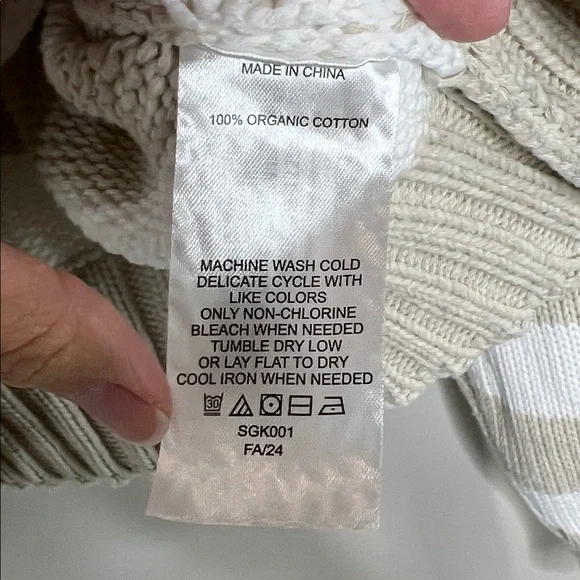 MADE IN CHINA
100% ORGANIC COTTON
MACHINE WASH COLD
DELICATE CYCLE WITH
LIKE COLORS
ONLY NON-CHLORINE
BLEACH WHEN NEEDED
TUMBLE DRY LOW
OR LAY FLAT TO DRY
COOL IRON WHEN NEEDED
30
SGK001
FA/24